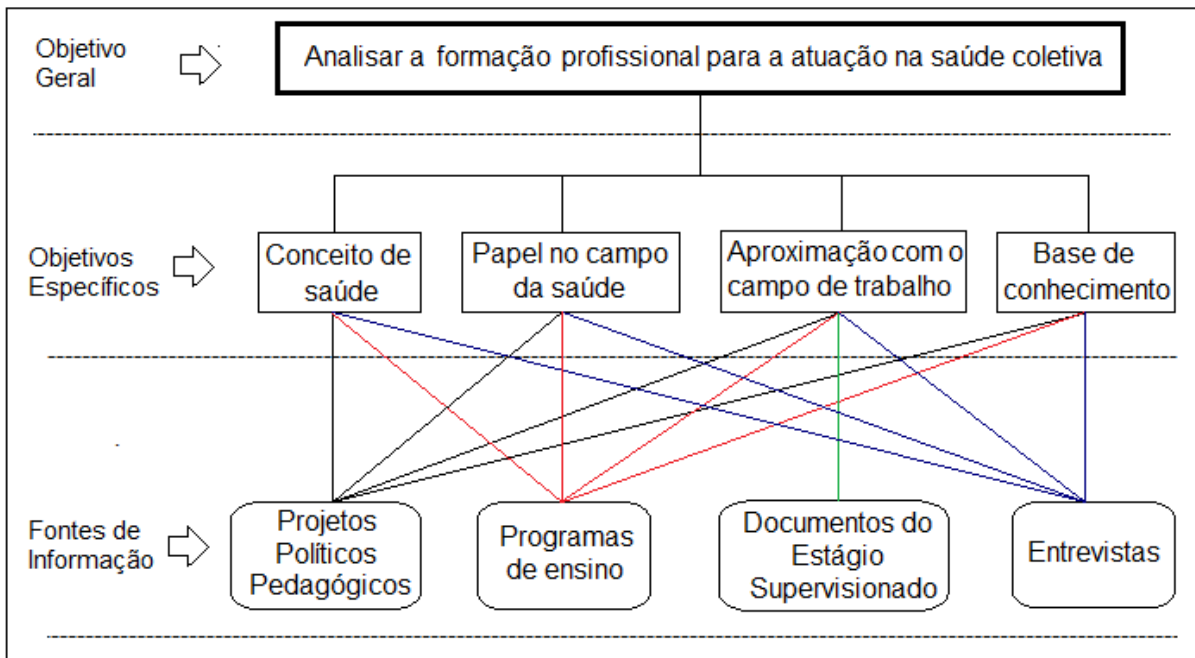 Objetivo
Geral
Analisar a formação profissional para a atuação na saúde coletiva
Objetivos
Específicos
Conceito de
saúde
Papel no campo
da saúde
Aproximação com o
campo de trabalho
Base de
conhecimento
Fontes de
Informação
Projetos
Políticos
Pedagógicos
Programas
de ensino
Documentos do
Estágio
Supervisionado
Entrevistas